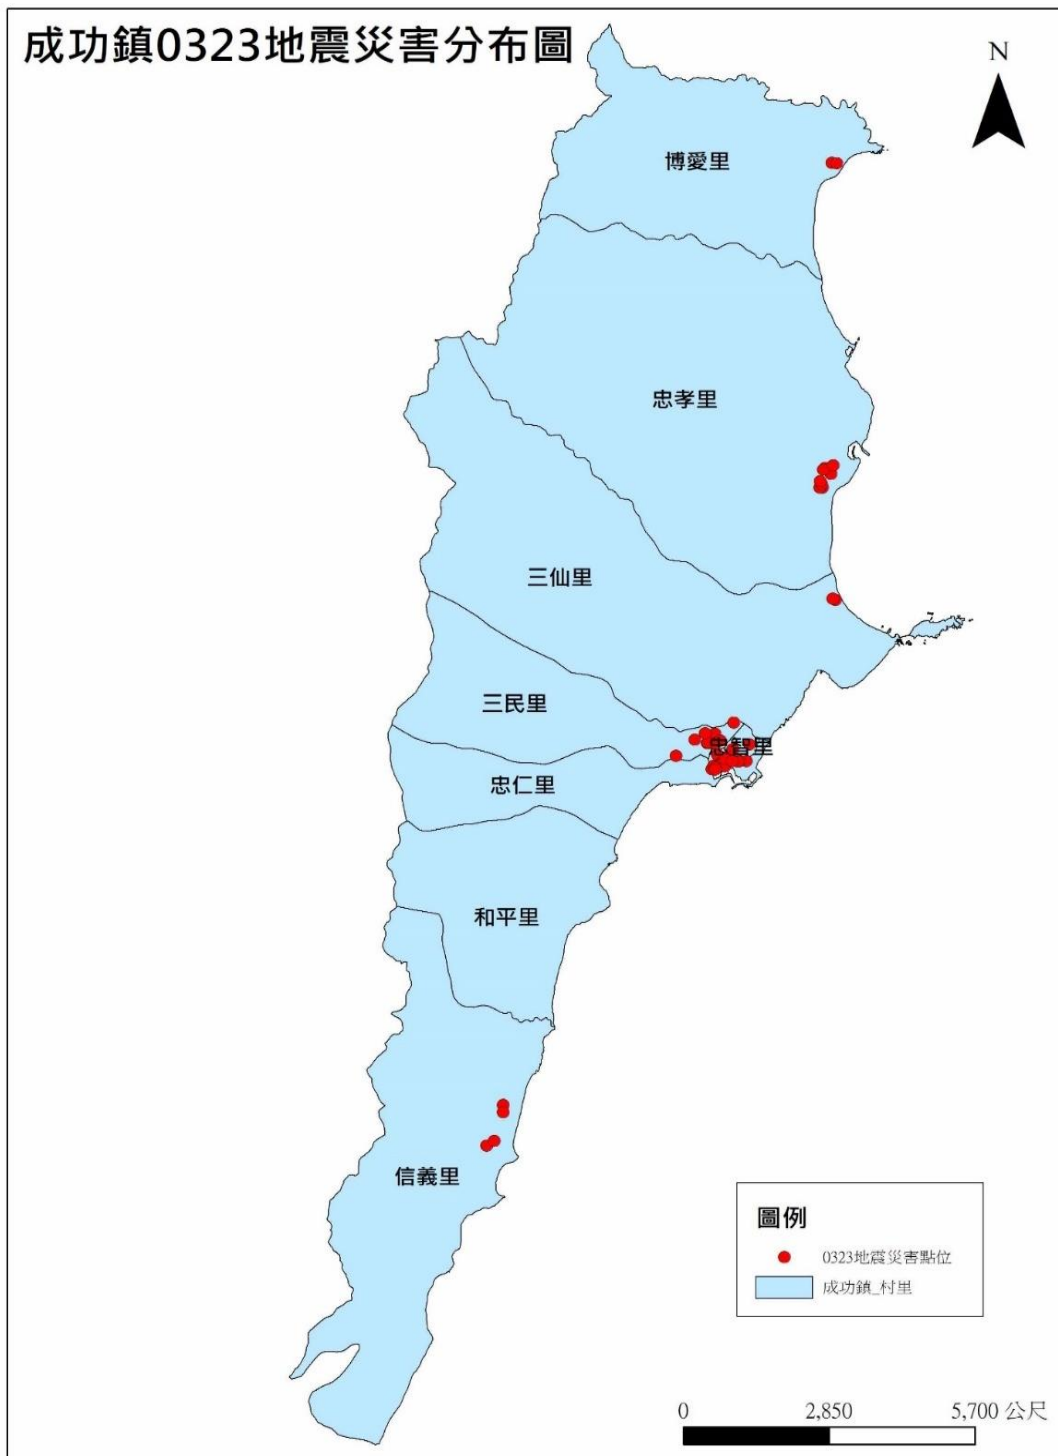 成功鎮0323地震災害分布圖
N
博愛里
忠孝里
三仙里
三民里
忠智里
忠仁里
和平里
信義里
圖例
0323地震災害點位
成功鎮_村里
0 2,850 5,700 公尺